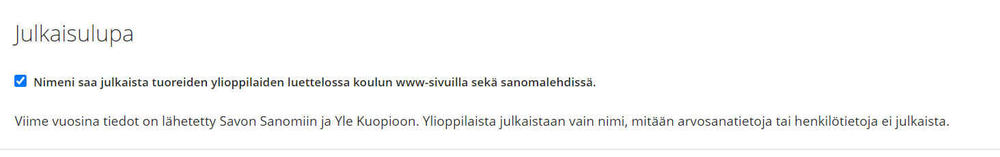 Julkaisulupa
Nimeni saa julkaista tuoreiden ylioppilaiden luettelossa koulun www-sivuilla sekä sanomalehdissä.
Viime vuosina tiedot on lähetetty Savon Sanomiin ja Yle Kuopioon. Ylioppilaista julkaistaan vain nimi, mitään arvosanatietoja tai henkilötietoja ei julkaista.